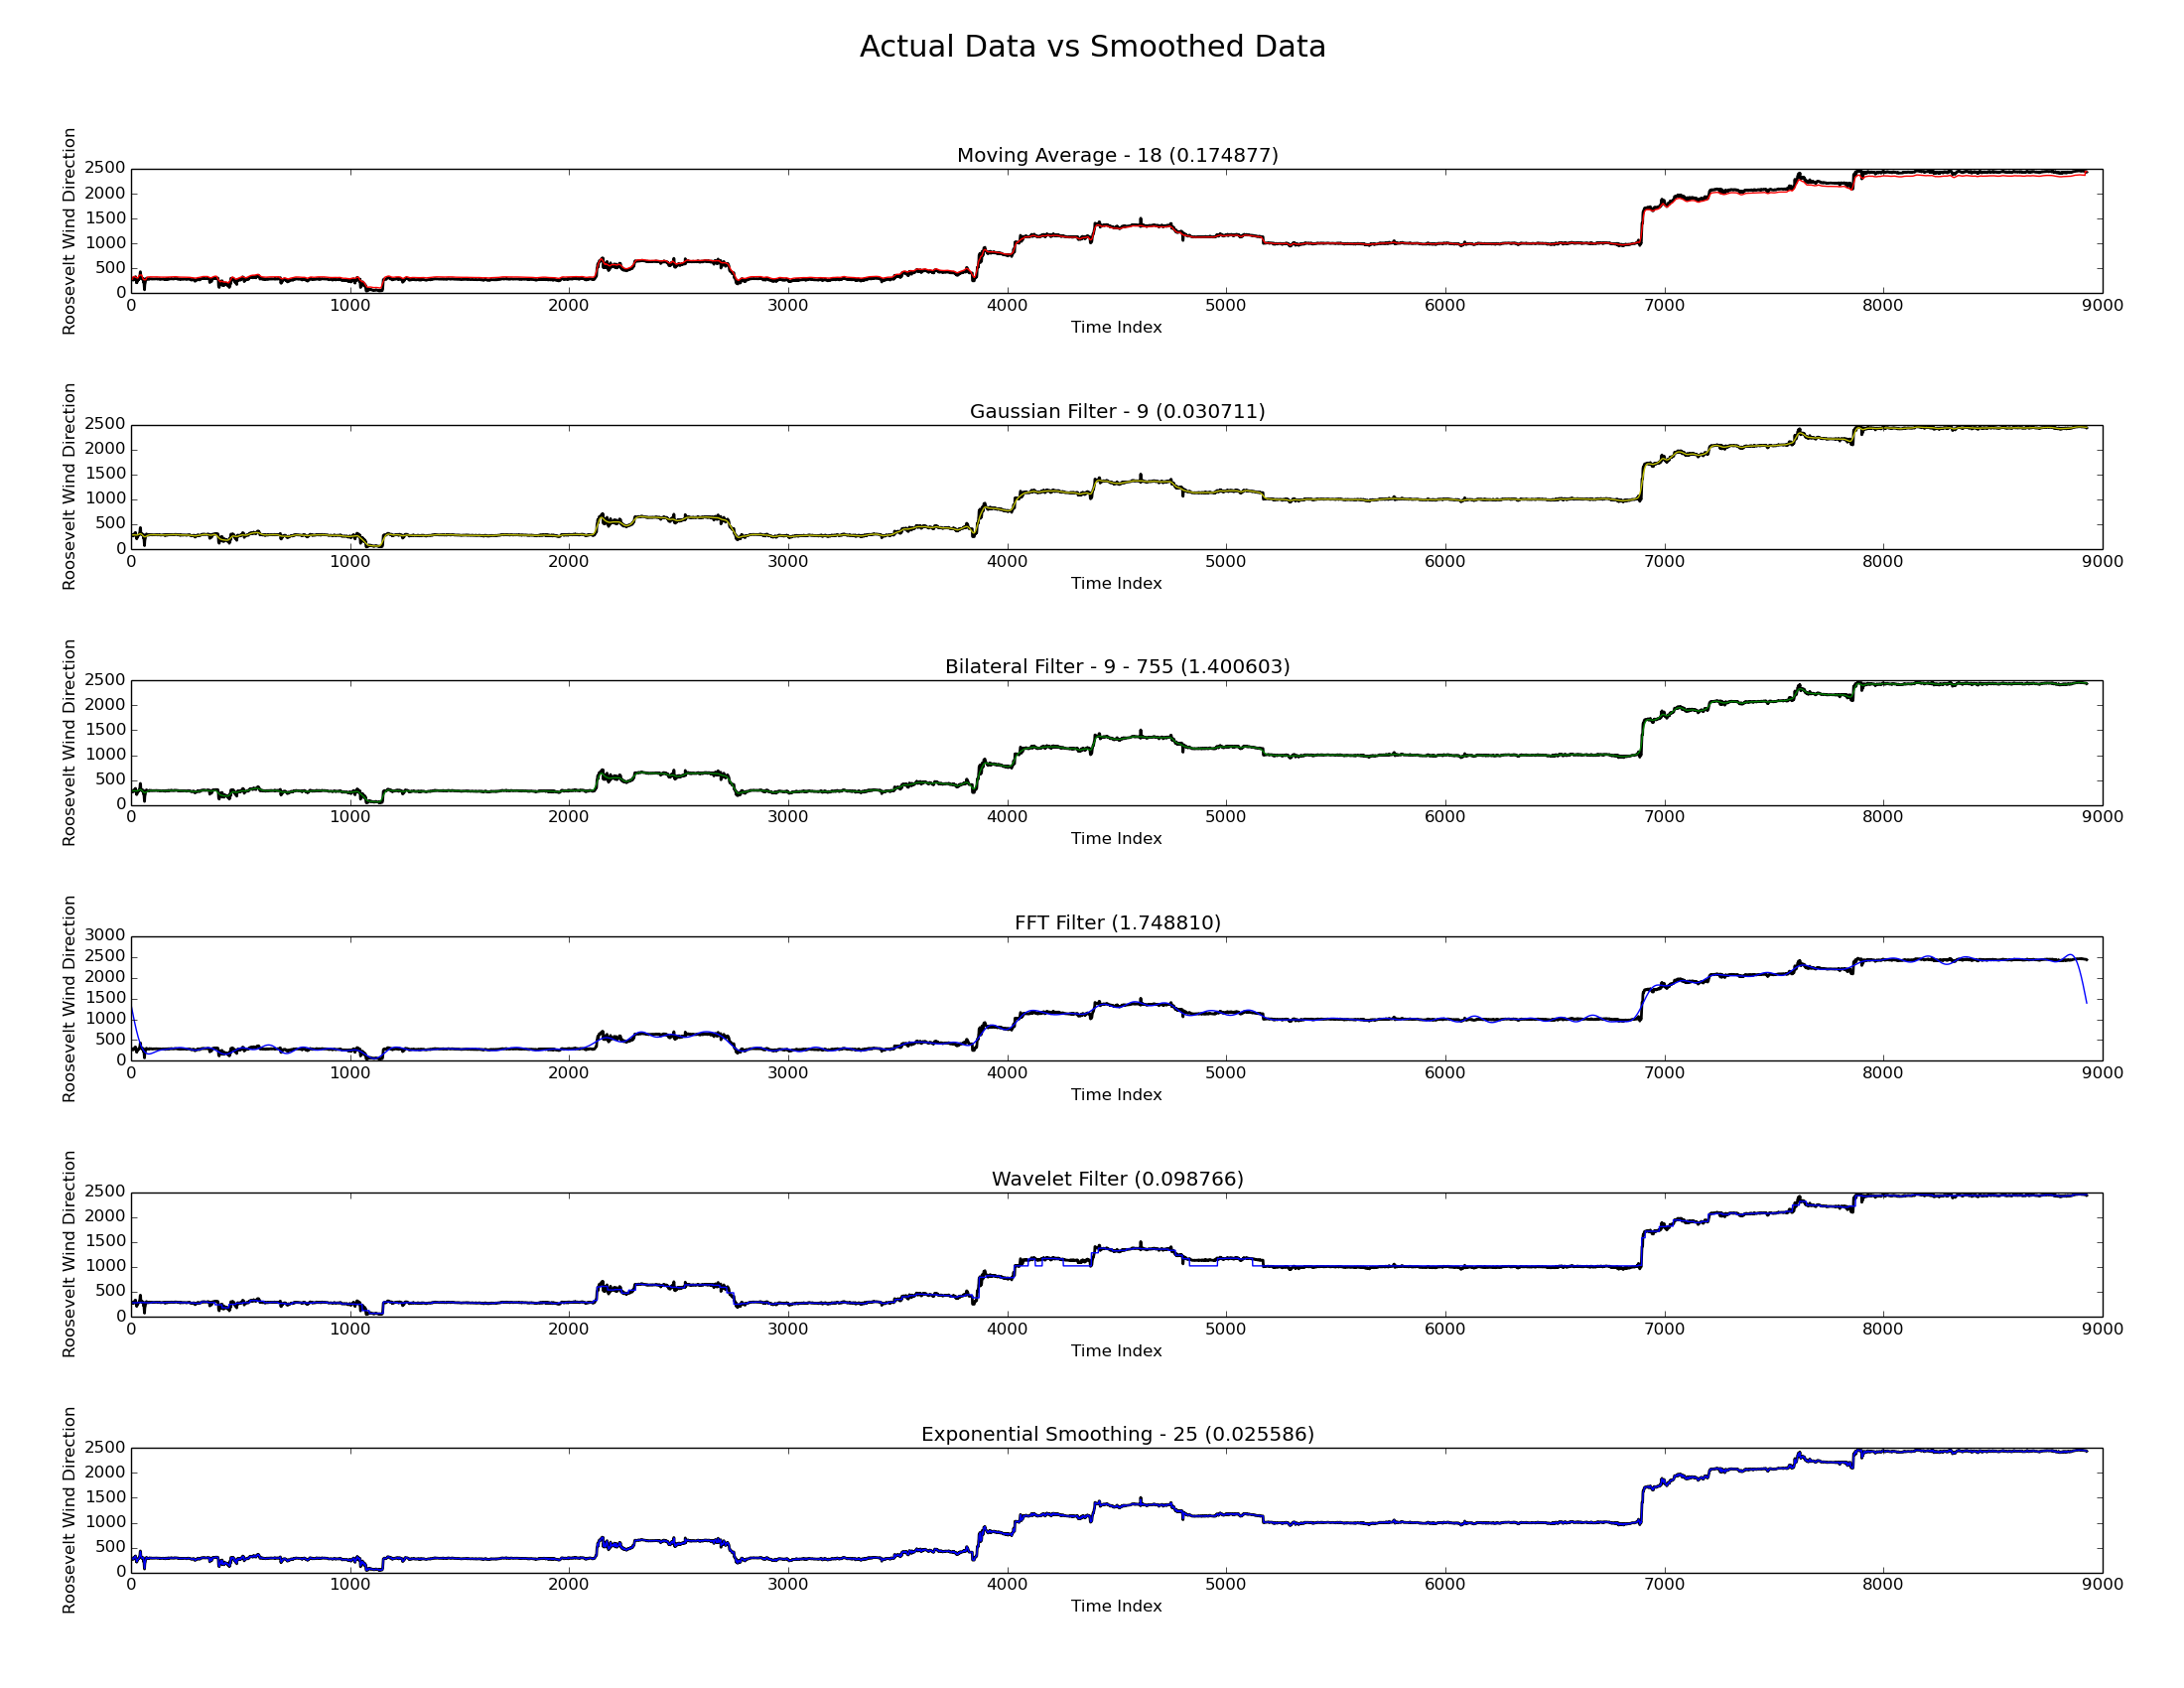 Actual Data vs Smoothed Data
Moving Average - 18 (0.174877)
Roosevelt Wind Direction
2500
2000
1500
1000
500
0
0 1000 2000 3000 4000 5000 6000 7000 8000 9000
Time Index
Gaussian Filter - 9 (0.030711)
Roosevelt Wind Direction
2500
2000
1500
1000
500
0
0 1000 2000 3000 4000 5000 6000 7000 8000 9000
Time Index
Bilateral Filter - 9 - 755 (1.400603)
Roosevelt Wind Direction
2500
2000
1500
1000
500
0
0 1000 2000 3000 4000 5000 6000 7000 8000 9000
Time Index
FFT Filter (1.748810)
Roosevelt Wind Direction
3000
2500
2000
1500
1000
500
0
0 1000 2000 3000 4000 5000 6000 7000 8000 9000
Time Index
Wavelet Filter (0.098766)
Roosevelt Wind Direction
2500
2000
1500
1000
500
0
0 1000 2000 3000 4000 5000 6000 7000 8000 9000
Time Index
Exponential Smoothing - 25 (0.025586)
Roosevelt Wind Direction
2500
2000
1500
1000
500
0
0 1000 2000 3000 4000 5000 6000 7000 8000 9000
Time Index